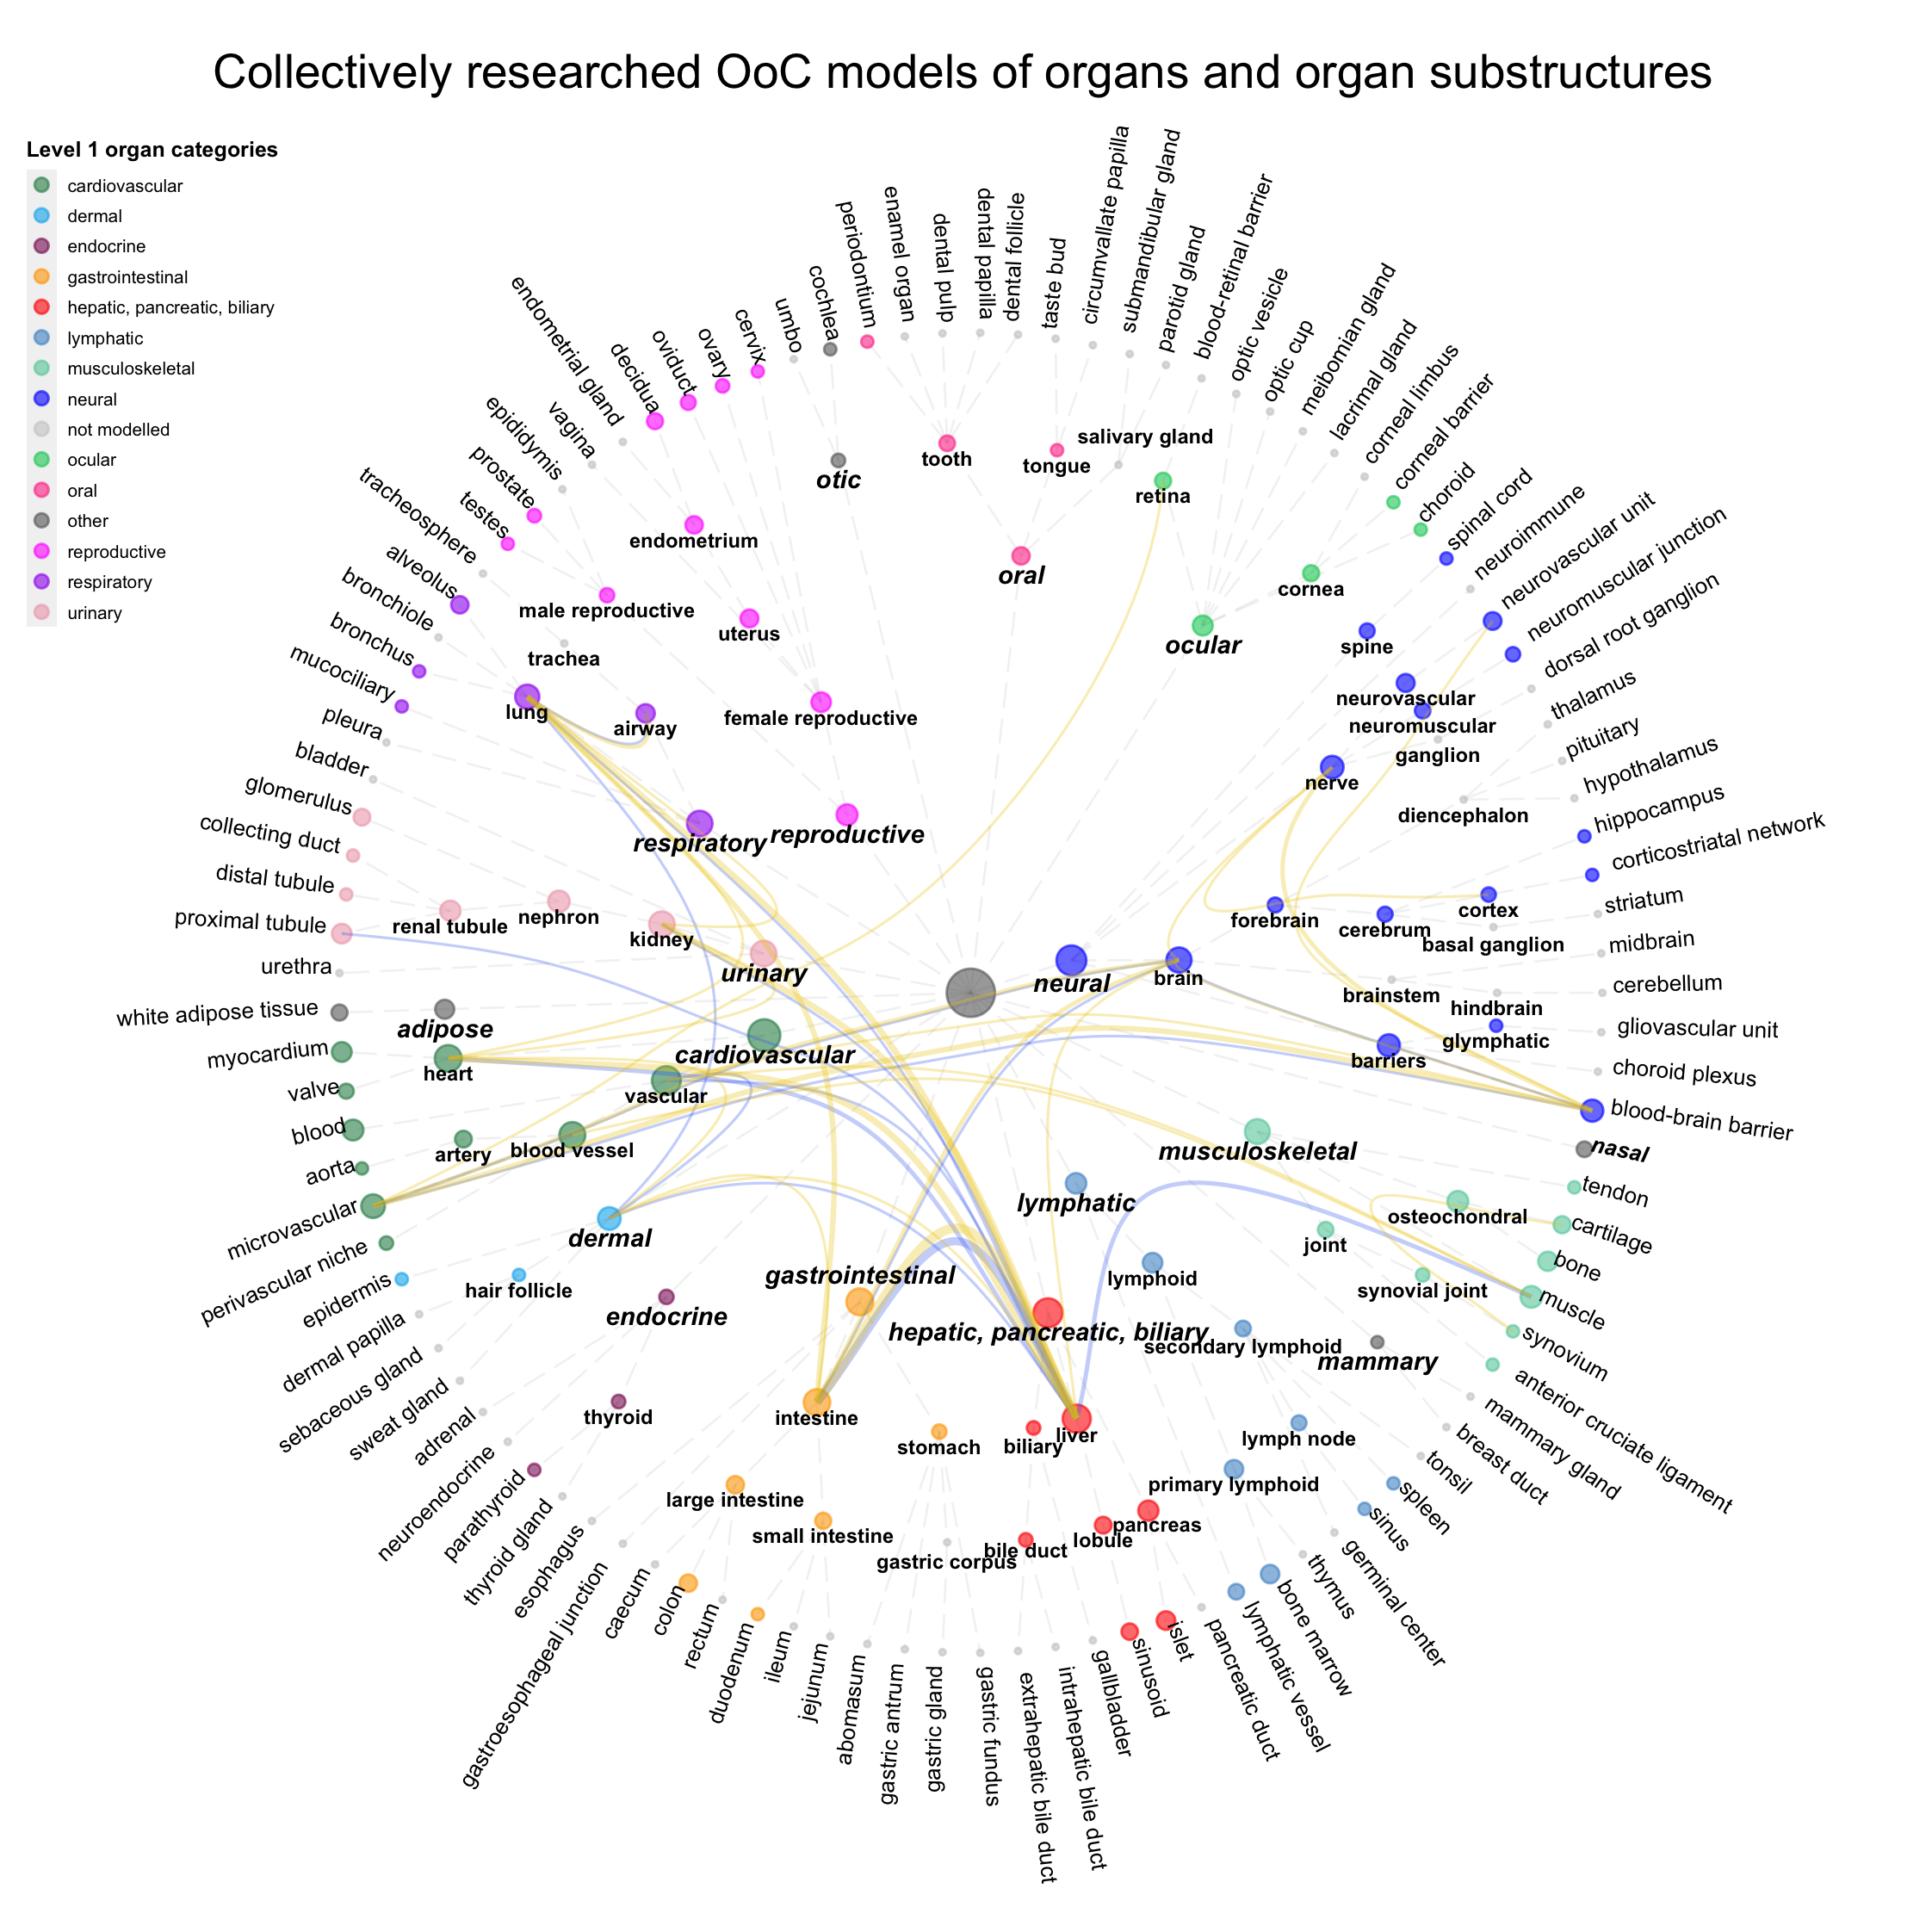 Collectively researched OoC models of organs and organ substructures
Level 1 organ categories
cardiovascular
dermal
endocrine
gastrointestinal
hepatic, pancreatic, biliary
lymphatic
musculoskeletal
neural
not modelled
ocular
oral
other
reproductive
respiratory
urinary
umbo
cochlea
periodontium
enamel organ
dental pulp
dental papilla
dental follicle
taste bud
circumvallate papilla
submandibular gland
parotid gland
blood-retinal barrier
optic vesicle
optic cup
meibomian gland
lacrimal gland
corneal limbus
corneal barrier
choroid
spinal cord
neuroimmune
neurovascular unit
neuromuscular junction
dorsal root ganglion
thalamus
pituitary
hypothalamus
hippocampus
corticostriatal network
striatum
midbrain
cerebellum
gliovascular unit
choroid plexus
blood-brain barrier
nasal
tendon
cartilage
bone
muscle
synovium
anterior cruciate ligament
mammary gland
breast duct
tonsil
spleen
sinus
germinal center
thymus
bone marrow
lymphatic vessel
pancreatic duct
islet
sinusoid
gallbladder
intrahepatic bile duct
extrahepatic bile duct
gastric fundus
gastric gland
gastric antrum
abomasum
jejunum
ileum
duodenum
rectum
colon
caecum
gastroesophageal junction
esophagus
thyroid gland
parathyroid
neuroendocrine
adrenal
sweat gland
sebaceous gland
dermal papilla
epidermis
perivascular niche
microvascular
aorta
blood
valve
myocardium
white adipose tissue
urethra
proximal tubule
distal tubule
collecting duct
glomerulus
bladder
pleura
mucociliary
bronchus
bronchiole
alveolus
tracheosphere
testes
prostate
epididymis
vagina
endometrial gland
decidua
oviduct
ovary
cervix
otic
tooth
tongue
salivary gland
retina
oral
cornea
ocular
endometrium
male reproductive
uterus
trachea
lung
airway
female reproductive
respiratory
reproductive
spine
neurovascular
neuromuscular
ganglion
nerve
diencephalon
forebrain
cerebrum
cortex
basal ganglion
renal tubule
nephron
kidney
urinary
neural
brain
brainstem
hindbrain
glymphatic
barriers
adipose
cardiovascular
heart
vascular
artery
blood vessel
musculoskeletal
lymphatic
osteochondral
joint
synovial joint
dermal
hair follicle
gastrointestinal
lymphoid
endocrine
hepatic, pancreatic, biliary
secondary lymphoid
mammary
thyroid
intestine
stomach
biliary
liver
lymph node
primary lymphoid
large intestine
small intestine
gastric corpus
bile duct
lobule
pancreas